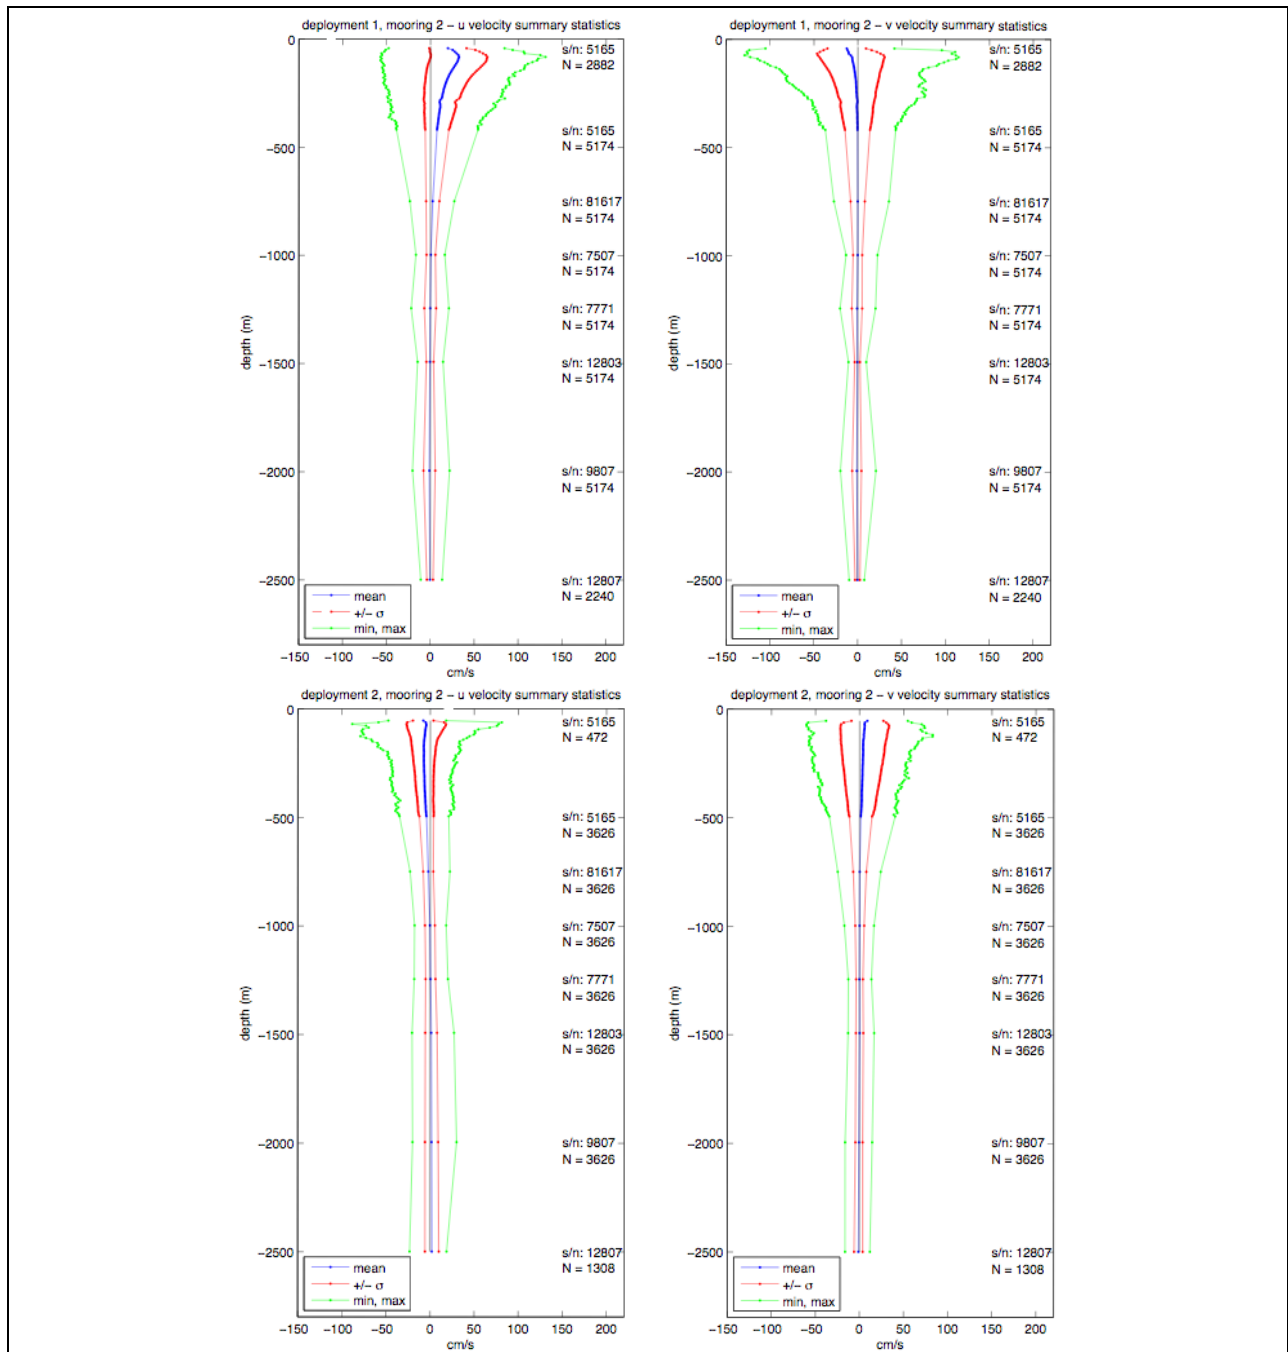 deployment 1, mooring 2 – u velocity summary statistics
0
−500
−1000
−1500
−2000
−2500
depth (m)
s/n: 5165
N = 2882
s/n: 5165
N = 5174
s/n: 81617
N = 5174
s/n: 7507
N = 5174
s/n: 7771
N = 5174
s/n: 12803
N = 5174
s/n: 9807
N = 5174
s/n: 12807
N = 2240
mean
+/− σ
min, max
−150 −100 −50 0 50 100 150 200
cm/s
deployment 1, mooring 2 – v velocity summary statistics
0
−500
−1000
−1500
−2000
−2500
depth (m)
s/n: 5165
N = 2882
s/n: 5165
N = 5174
s/n: 81617
N = 5174
s/n: 7507
N = 5174
s/n: 7771
N = 5174
s/n: 12803
N = 5174
s/n: 9807
N = 5174
s/n: 12807
N = 2240
mean
+/− σ
min, max
−150 −100 −50 0 50 100 150 200
cm/s
deployment 2, mooring 2 – u velocity summary statistics
0
−500
−1000
−1500
−2000
−2500
depth (m)
s/n: 5165
N = 472
s/n: 5165
N = 3626
s/n: 81617
N = 3626
s/n: 7507
N = 3626
s/n: 7771
N = 3626
s/n: 12803
N = 3626
s/n: 9807
N = 3626
s/n: 12807
N = 1308
mean
+/− σ
min, max
−150 −100 −50 0 50 100 150 200
cm/s
deployment 2, mooring 2 – v velocity summary statistics
0
−500
−1000
−1500
−2000
−2500
depth (m)
s/n: 5165
N = 472
s/n: 5165
N = 3626
s/n: 81617
N = 3626
s/n: 7507
N = 3626
s/n: 7771
N = 3626
s/n: 12803
N = 3626
s/n: 9807
N = 3626
s/n: 12807
N = 1308
mean
+/− σ
min, max
−150 −100 −50 0 50 100 150 200
cm/s